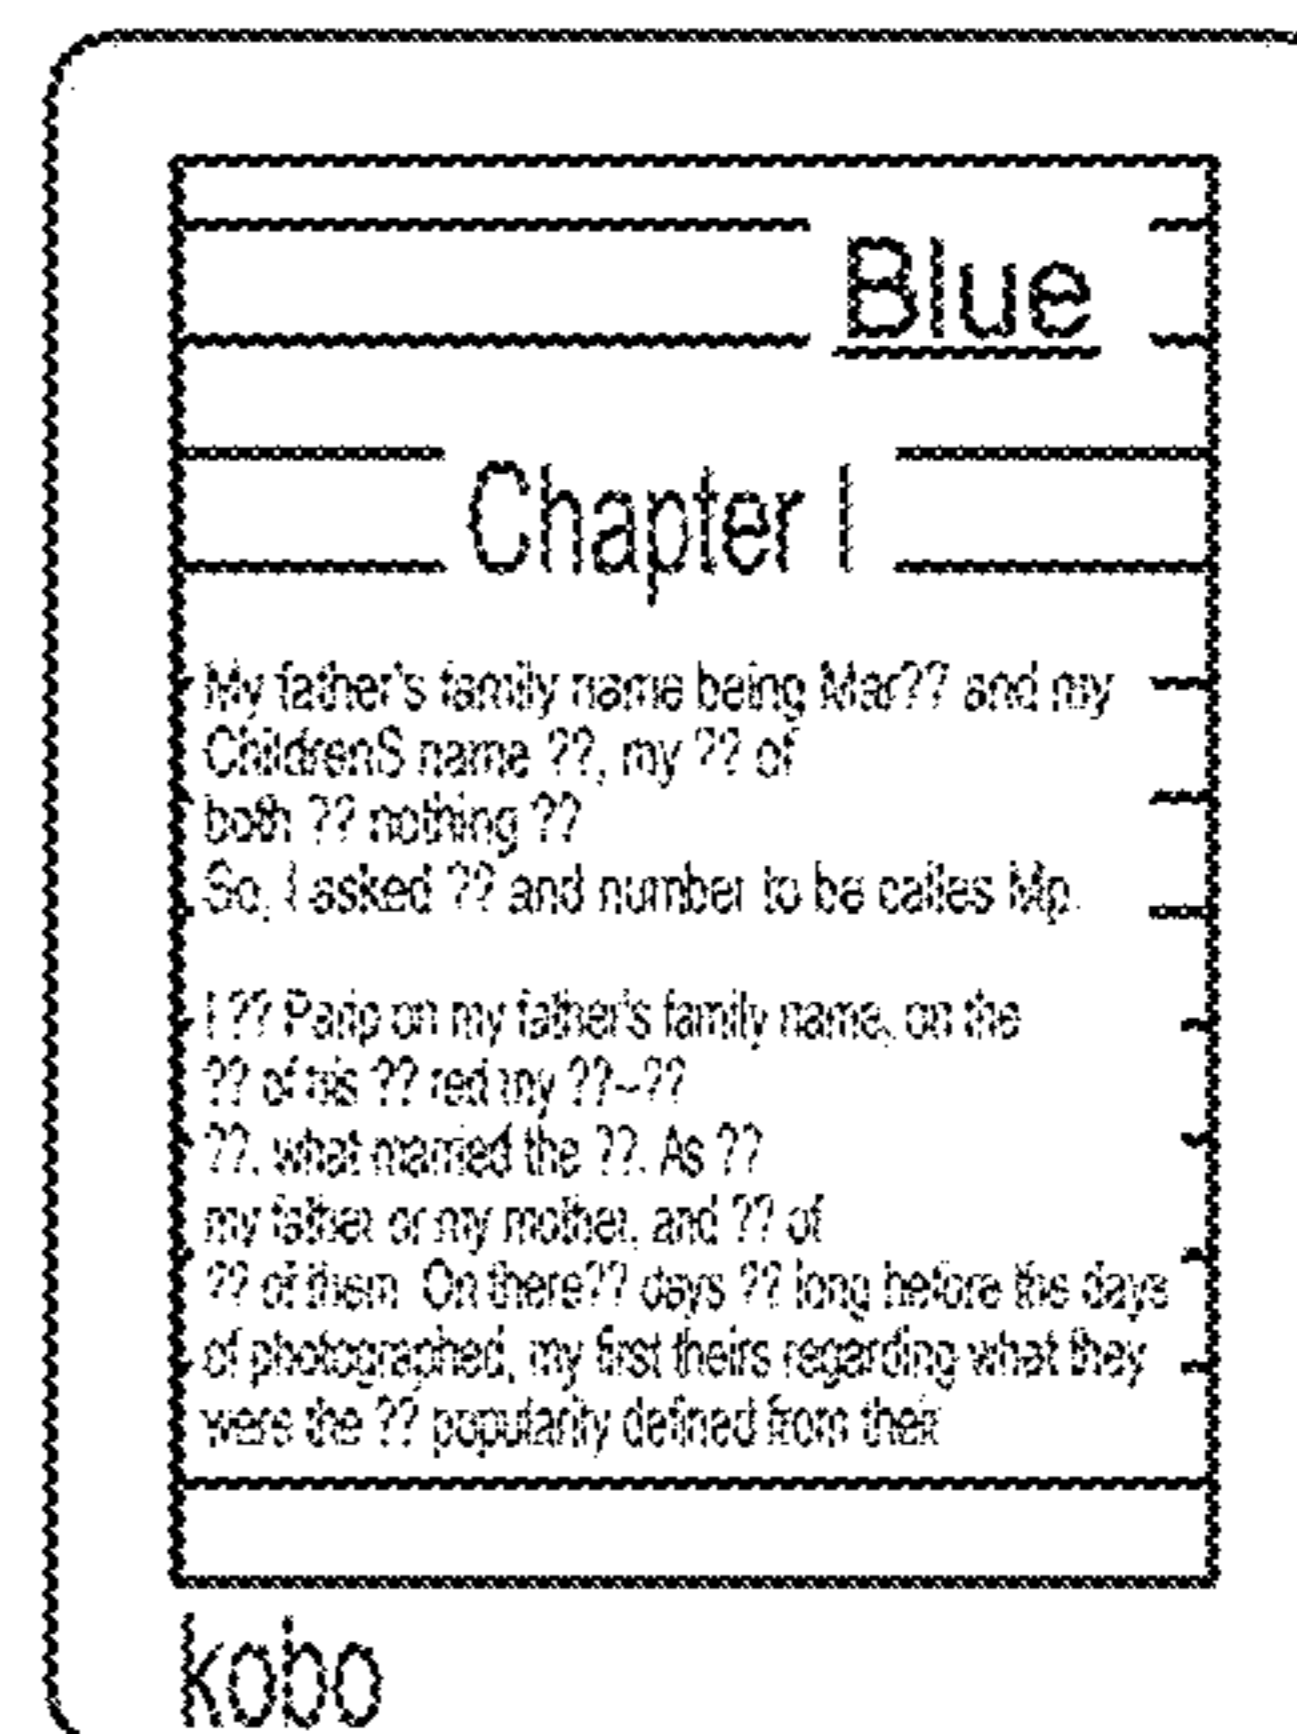 Blue
Chapter I
My father's family name being Mar?? and my
ChildrenS name ??, my ?? of
both ?? nothing ??
So, I asked ?? and number to be calles Mp.
I ?? Parip on my father's family name, on the
?? of his ?? red my ??--??
??, what married the ??. As ??
my father or my mother, and ?? of
?? of them. On there?? days ?? long before the days
of photographed, my first theirs regarding what they
were the ?? popularity defined from their
kobo